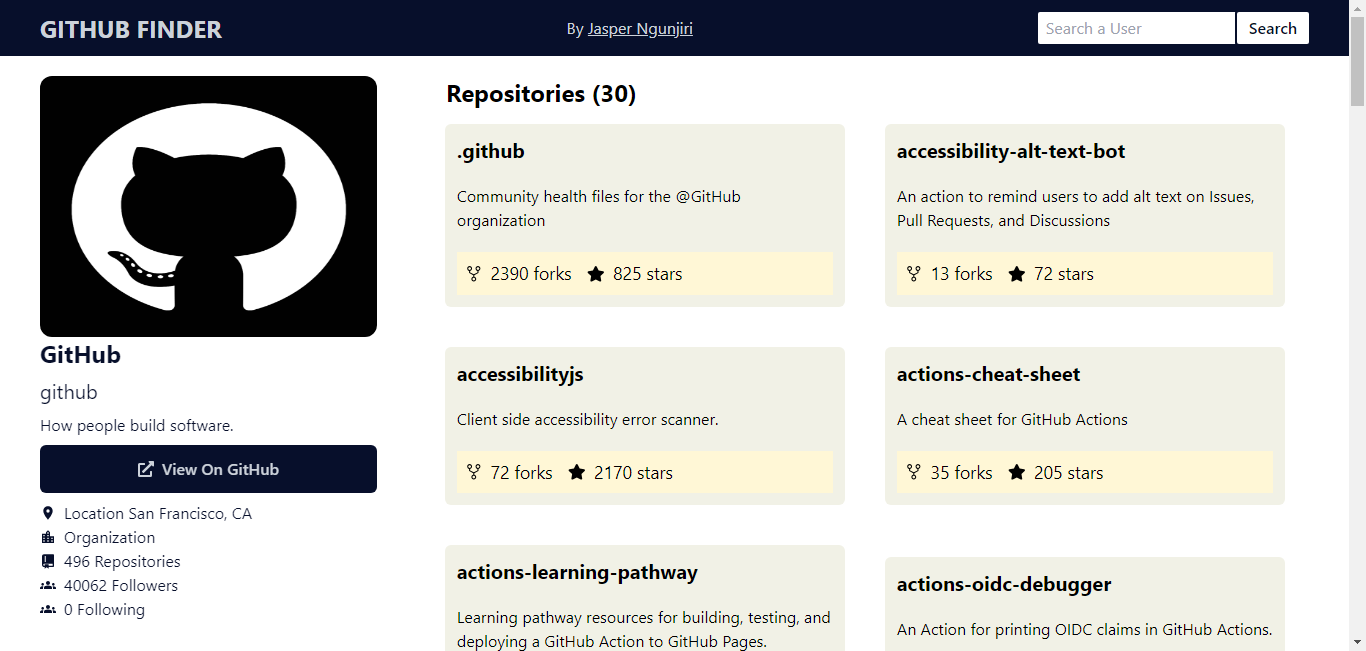 GITHUB FINDER
By Jasper Ngunjiri
Search a User
Search
GitHub
github
How people build software.
View On GitHub
Location San Francisco, CA
Organization
496 Repositories
40062 Followers
0 Following
Repositories (30)
.github
Community health files for the @GitHub
organization
2390 forks 825 stars
accessibility-alt-text-bot
An action to remind users to add alt text on Issues,
Pull Requests, and Discussions
13 forks 72 stars
accessibilityjs
Client side accessibility error scanner.
72 forks 2170 stars
actions-cheat-sheet
A cheat sheet for GitHub Actions
35 forks 205 stars
actions-learning-pathway
Learning pathway resources for building, testing, and
deploying a GitHub Action to GitHub Pages.
actions-oidc-debugger
An Action for printing OIDC claims in GitHub Actions.